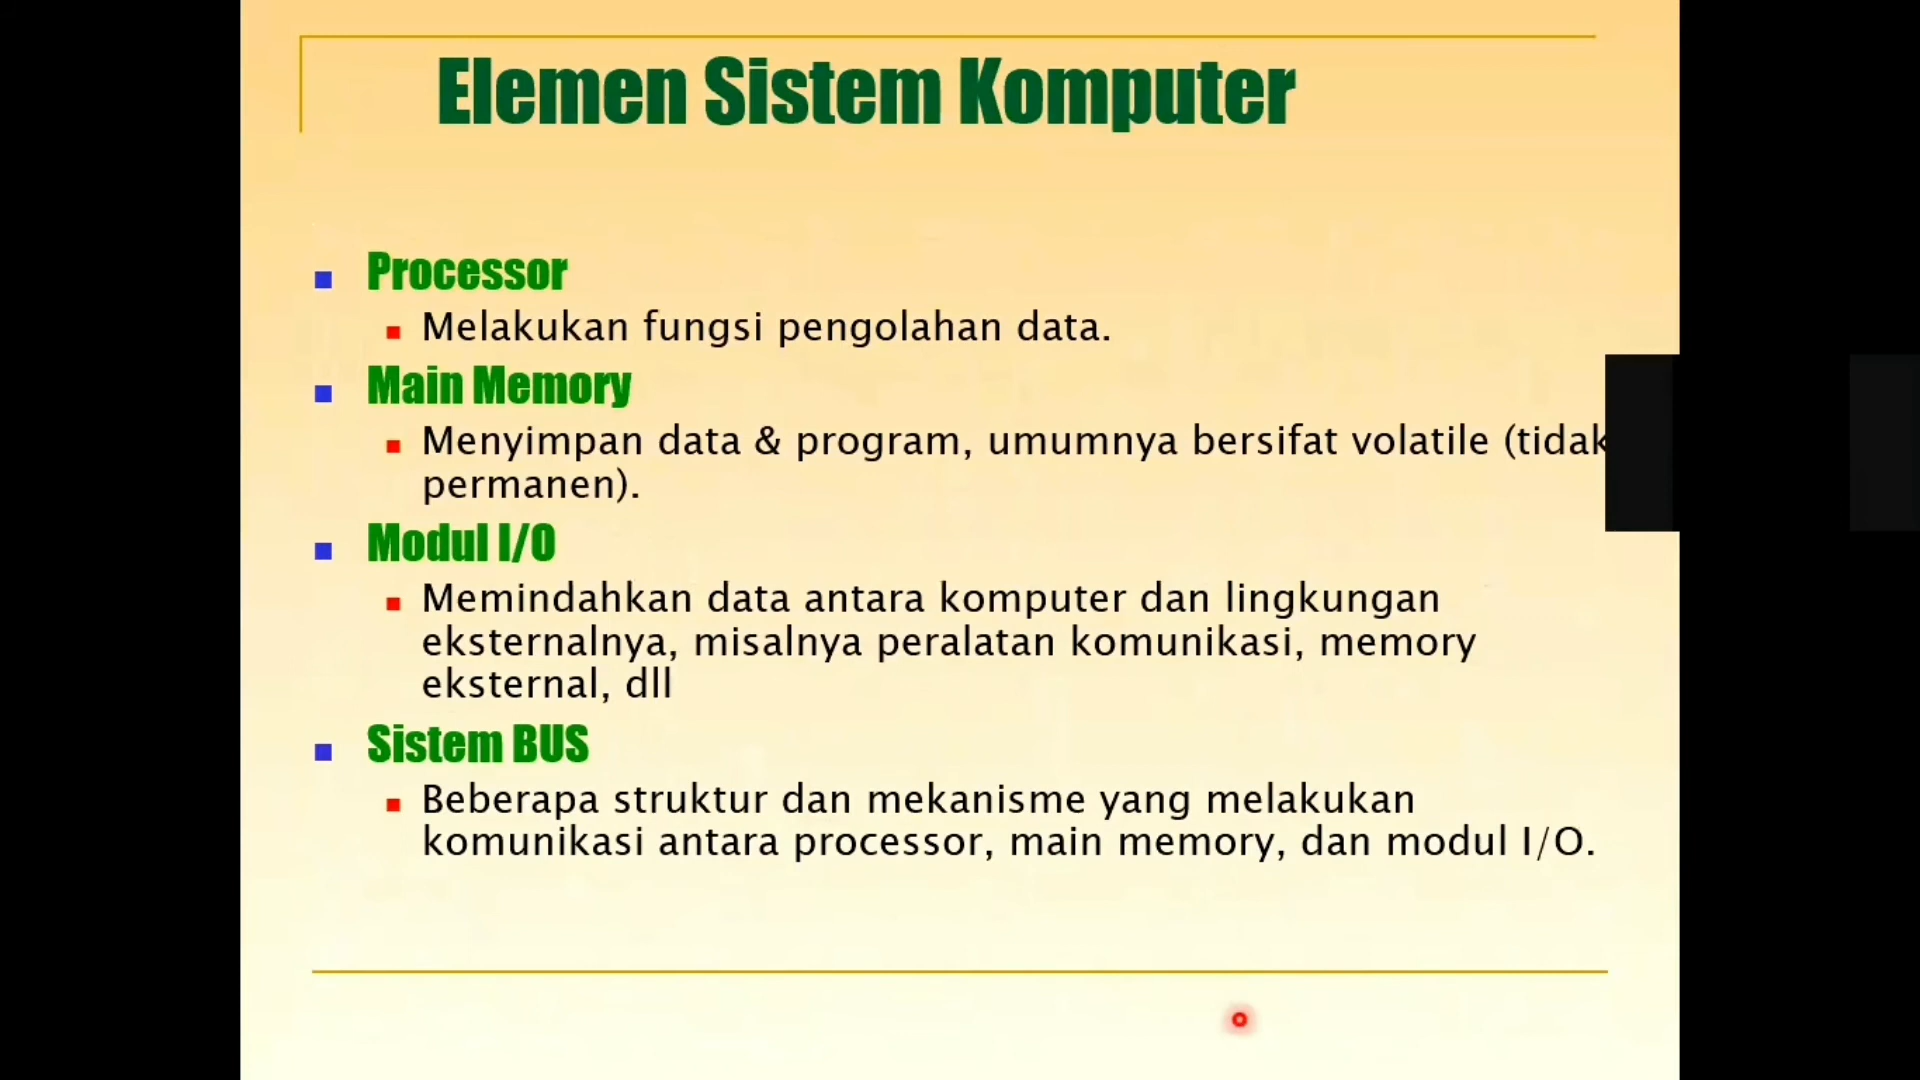 Elemen Sistem Komputer
Processor
Melakukan fungsi pengolahan data.
Main Memory
Menyimpan data & program, umumnya bersifat volatile (tidak
permanen).
Modul I/O
Memindahkan data antara komputer dan lingkungan
eksternalnya, misalnya peralatan komunikasi, memory
eksternal, dll
Sistem BUS
Beberapa struktur dan mekanisme yang melakukan
komunikasi antara processor, main memory, dan modul I/O.